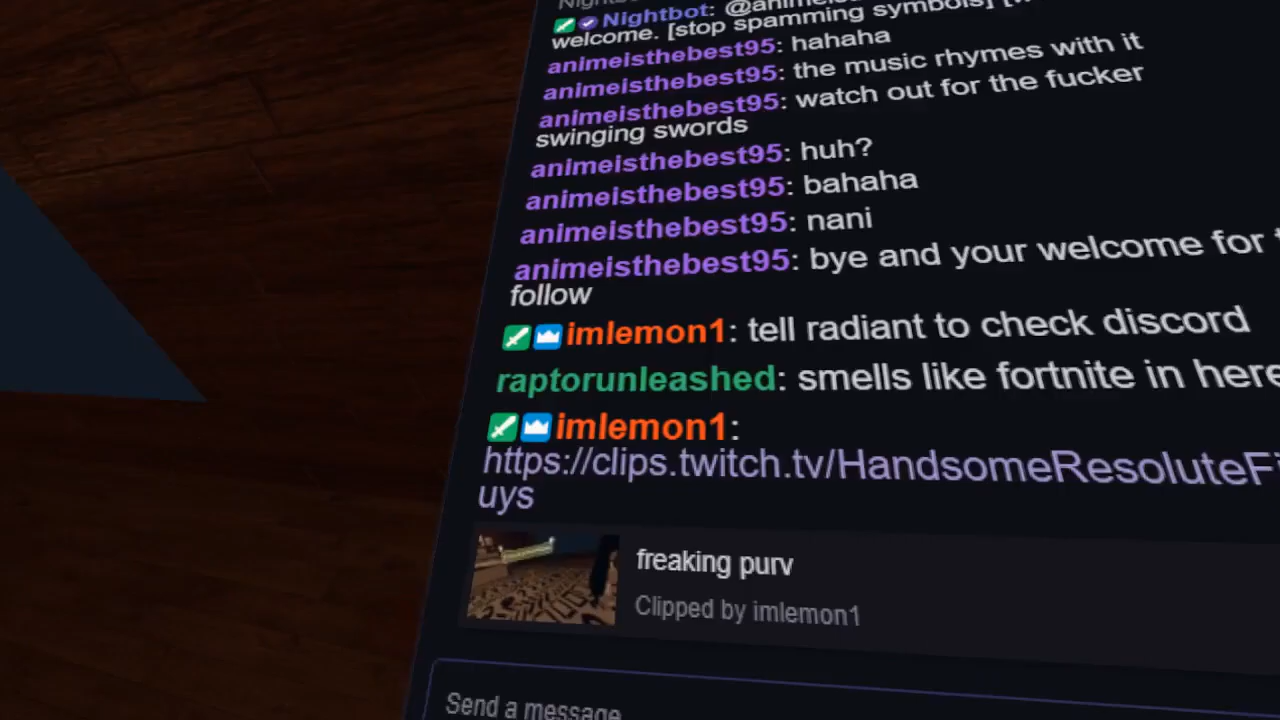 Nightbot: @
welcome. [stop spamming symbols]
animeisthebest95: hahaha
animeisthebest95: the music rhymes with it
animeisthebest95: watch out for the fucker
swinging swords
animeisthebest95: huh?
animeisthebest95: bahaha
animeisthebest95: nani
animeisthebest95: bye and your welcome for
follow
imlemon1: tell radiant to check discord
raptorunleashed: smells like fortnite in here
imlemon1:
https://clips.twitch.tv/HandsomeResoluteF
uys
freaking purv
Clipped by imlemon1
Send a message